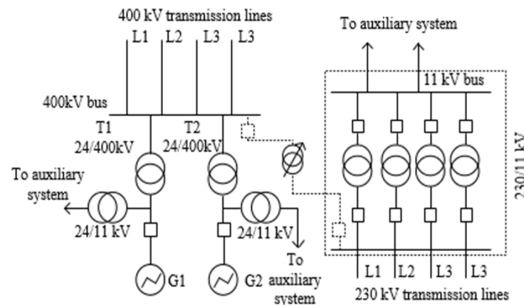 400 kV transmission lines
L1 L2 L3 L3
400kV bus
T1
24/400kV
T2
24/400kV
To auxiliary
system
24/11 kV
24/11 kV
G1
G2
To
auxiliary
system
To auxiliary system
11 kV bus
230/11 kV
L1 L2 L3 L3
230 kV transmission lines